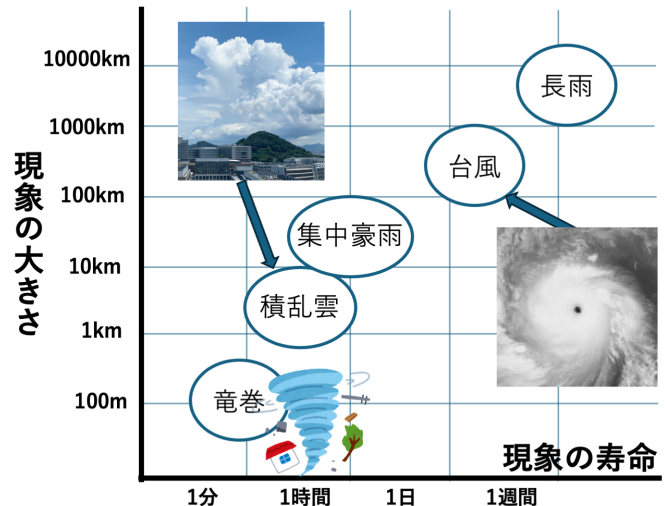 10000km
1000km
100km
10km
1km
100m
現象の大きさ
長雨
台風
集中豪雨
積乱雲
竜巻
現象の寿命
1分
1時間
1日
1週間